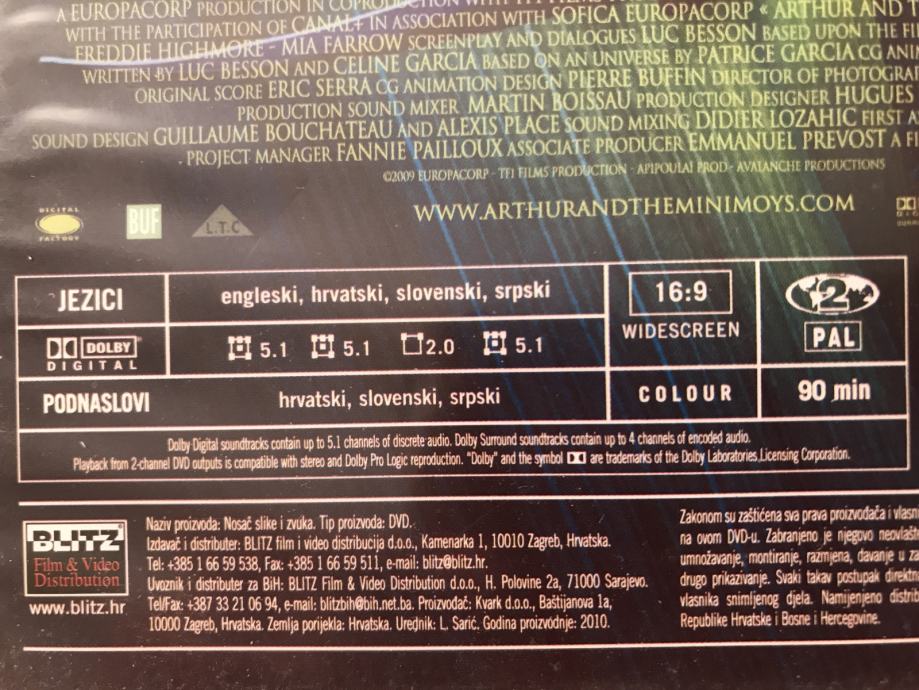 A EUROPACORP PRODUCTION IN COPRODUCTION WITH TF1 FILMS
WITH THE PARTICIPATION OF CANAL+ IN ASSOCIATION WITH SOFICA EUROPACORP « ARTHUR AND
FREDDIE HIGHMORE - MIA FARROW SCREENPLAY AND DIALOGUES LUC BESSON BASED UPON THE
WRITTEN BY LUC BESSON AND CELINE GARCIA BASED ON AN UNIVERSE BY PATRICE GARCIA CG
ORIGINAL SCORE ERIC SERRA CG ANIMATION DESIGN PIERRE BUFFIN DIRECTOR OF
PRODUCTION SOUND MIXER MARTIN BOISSAU PRODUCTION DESIGNER HUGUES
SOUND DESIGN GUILLAUME BOUCHATEAU AND ALEXIS PLACE SOUND MIXING DIDIER LOZAHIC FIRST
PROJECT MANAGER FANNIE PAILLOUX ASSOCIATE PRODUCER EMMANUEL PREVOST A
©2009 EUROPACORP - TF1 FILMS PRODUCTION - APIPOULAI PROD - AVALANCHE PRODUCTIONS
DIGITAL FACTORY BUF L.T.C WWW.ARTHURANDTHEMINIMOYS.COM
JEZICI engleski, hrvatski, slovenski, srpski 16:9 2
WIDESCREEN
DOLBY DIGITAL 5.1 5.1 2.0 5.1 PAL
PODNASLOVI hrvatski, slovenski, srpski COLOUR 90 min
Dolby Digital soundtracks contain up to 5.1 channels of discrete audio. Dolby Surround soundtracks contain up to 4 channels of encoded audio.
Playback from 2-channel DVD outputs is compatible with stereo and Dolby Pro Logic reproduction. "Dolby" and the symbol are trademarks of the Dolby Laboratories Licensing Corporation.
BLITZ
Film & Video
Distribution
www.blitz.hr
Naziv proizvoda: Nosač slike i zvuka. Tip proizvoda: DVD.
Izdavač i distributer: BLITZ film i video distribucija d.o.o., Kamenarka 1, 10010 Zagreb, Hrvatska.
Tel: +385 1 66 59 538, Fax: +385 1 66 59 511, e-mail: blitz@blitz.hr.
Uvoznik i distributer za BiH: BLITZ Film & Video Distribution d.o.o., H. Polovine 2a, 71000 Sarajevo.
Tel/Fax: +387 33 21 06 94, e-mail: blitzbih@bih.net.ba. Proizvođač: Kvark d.o.o., Baštijanova 1a,
10000 Zagreb, Hrvatska. Zemlja porijekla: Hrvatska. Urednik: L. Sarić. Godina proizvodnje: 2010.
Zakonom su zaštićena sva prava proizvođača i
na ovom DVD-u. Zabranjeno je njegovo
umnožavanje, montiranje, razmjena, davanje u
drugo prikazivanje. Svaki takav postupak
vlasnika snimljenog djela. Namijenjeno
Republike Hrvatske i Bosne i Hercegovine.